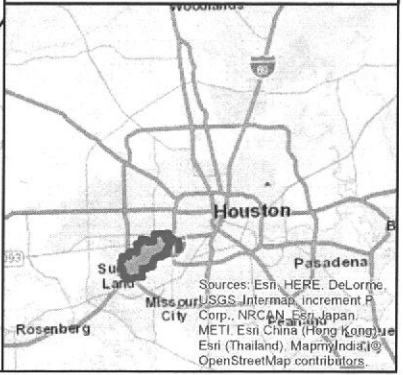 Woodlands
69
Houston
Pasadena
Sugar Land
Missouri City
Rosenberg
Sources: Esri, HERE, DeLorme,
USGS, Intermap, increment P
Corp., NRCAN, Esri Japan,
METI, Esri China (Hong Kong),
Esri (Thailand), MapmyIndia, ©
OpenStreetMap contributors